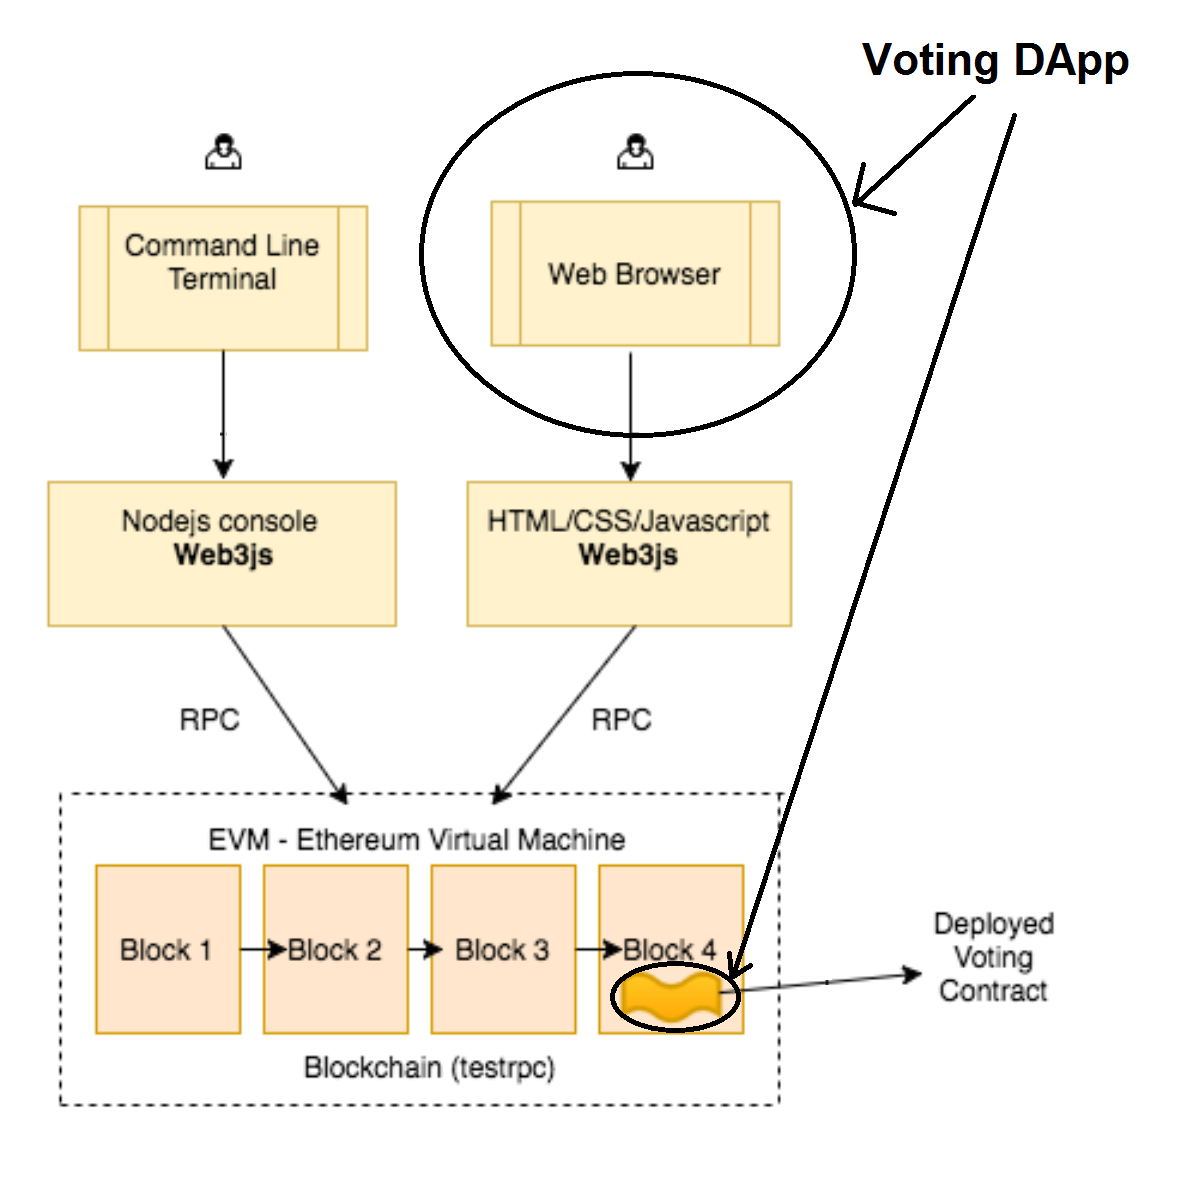 Voting DApp
Command Line
Terminal
Web Browser
Nodejs console
Web3js
HTML/CSS/Javascript
Web3js
RPC
RPC
EVM - Ethereum Virtual Machine
Block 1
Block 2
Block 3
Block 4
Deployed
Voting
Contract
Blockchain (testrpc)